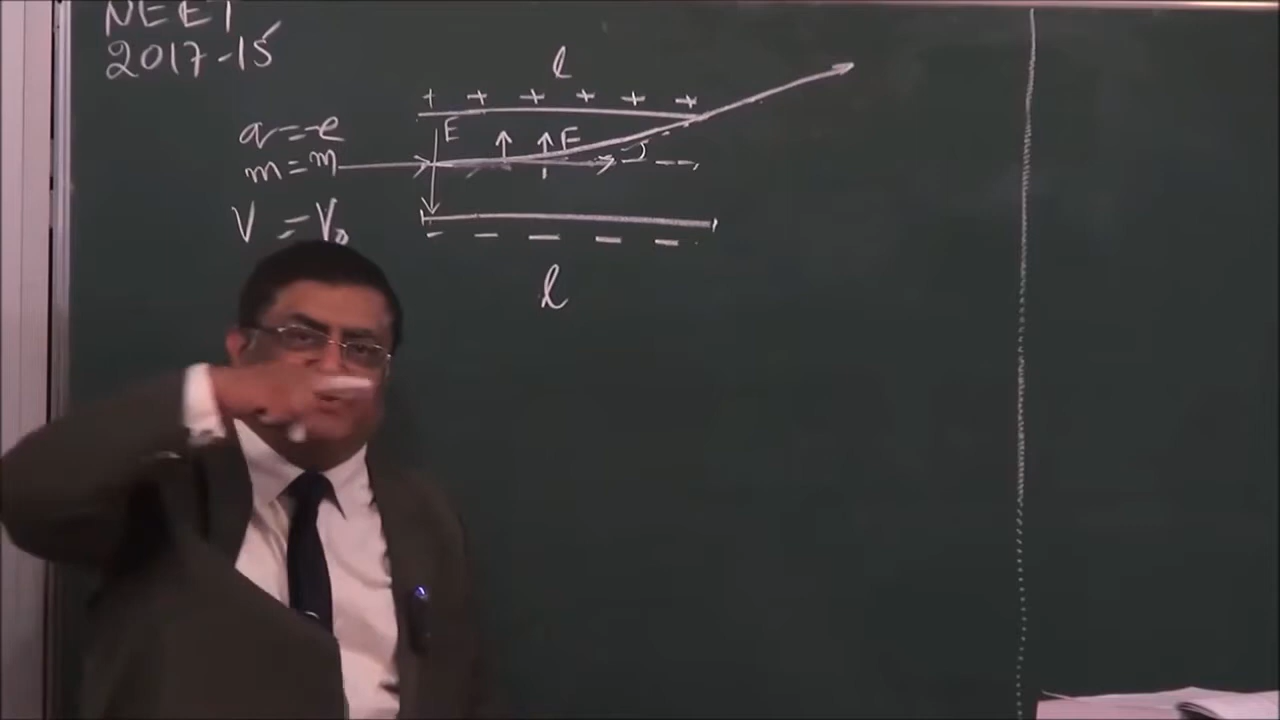 NEET
2017-15
l
+ + + + + +
q=-e
E
F
m=m
V=V₀
- - - - -
l